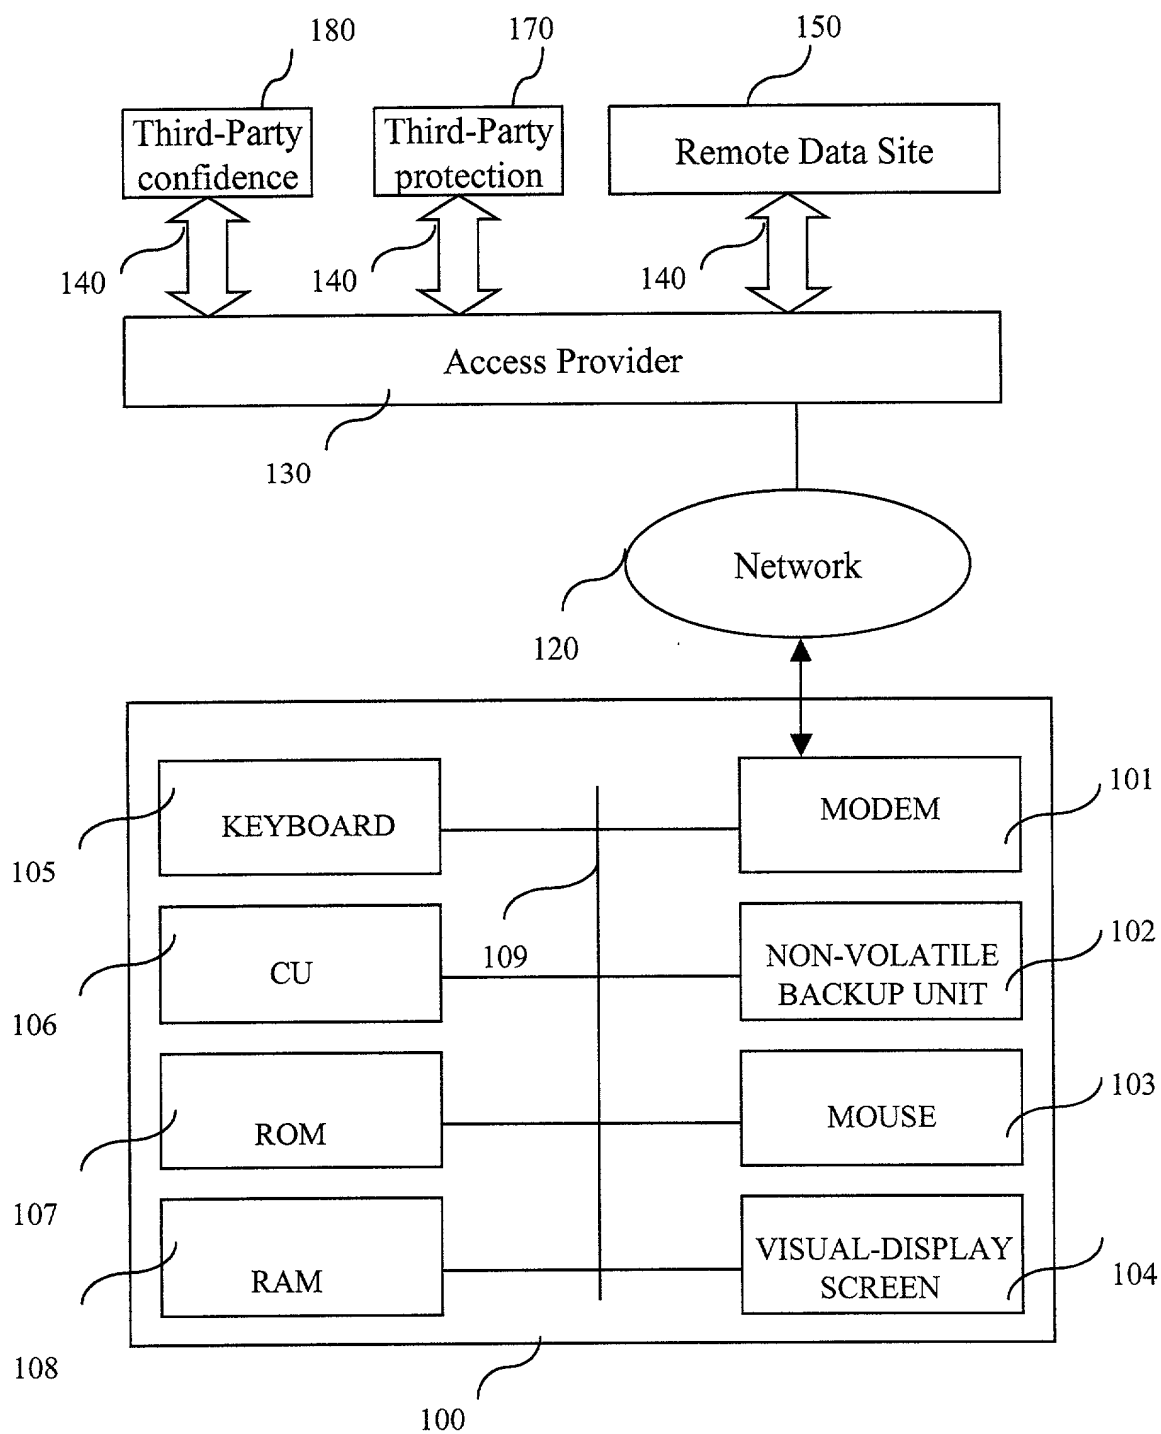 180
170
150
Third-Party
confidence
Third-Party
protection
Remote Data Site
140
140
140
Access Provider
130
Network
120
KEYBOARD
MODEM
101
105
109
CU
NON-VOLATILE
BACKUP UNIT
102
106
ROM
MOUSE
103
107
RAM
VISUAL-DISPLAY
SCREEN
104
108
100